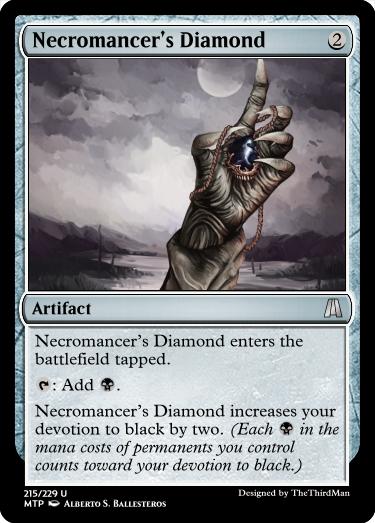 Necromancer's Diamond 2
Artifact
Necromancer's Diamond enters the
battlefield tapped.
: Add .
Necromancer's Diamond increases your
devotion to black by two. (Each in the
mana costs of permanents you control
counts toward your devotion to black.)
215/229 U
MTP Alberto S. Ballesteros
Designed by TheThirdMan